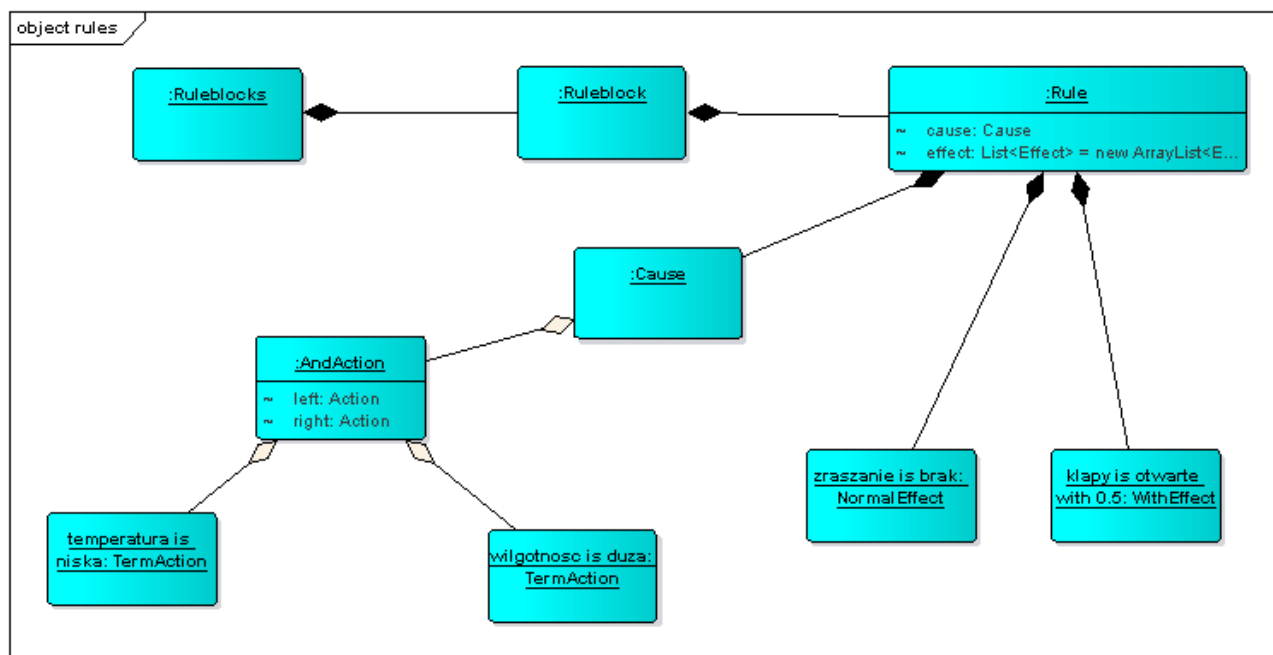 object rules
:Ruleblocks
:Ruleblock
:Rule
~ cause: Cause
~ effect: List<Effect> = new ArrayList<E...
:Cause
:AndAction
~ left: Action
~ right: Action
zraszanie is brak:
NormalEffect
klapy is otwarte
with 0.5: WithEffect
temperatura is
niska: TermAction
wilgotnosc is duza:
TermAction